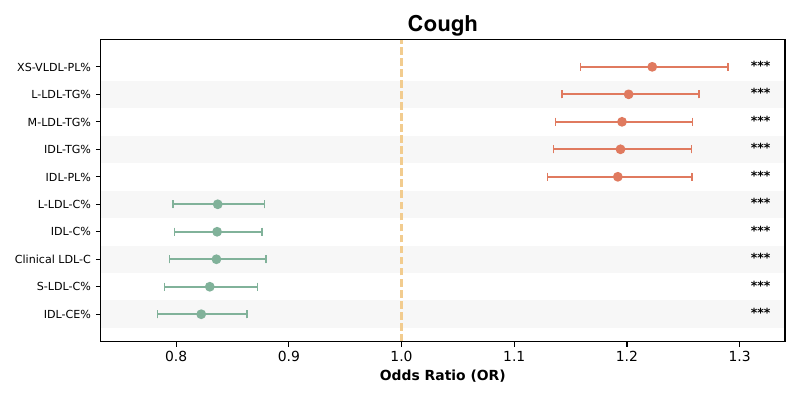 Cough
XS-VLDL-PL% ***
L-LDL-TG% ***
M-LDL-TG% ***
IDL-TG% ***
IDL-PL% ***
L-LDL-C% ***
IDL-C% ***
Clinical LDL-C ***
S-LDL-C% ***
IDL-CE% ***
0.8 0.9 1.0 1.1 1.2 1.3
Odds Ratio (OR)